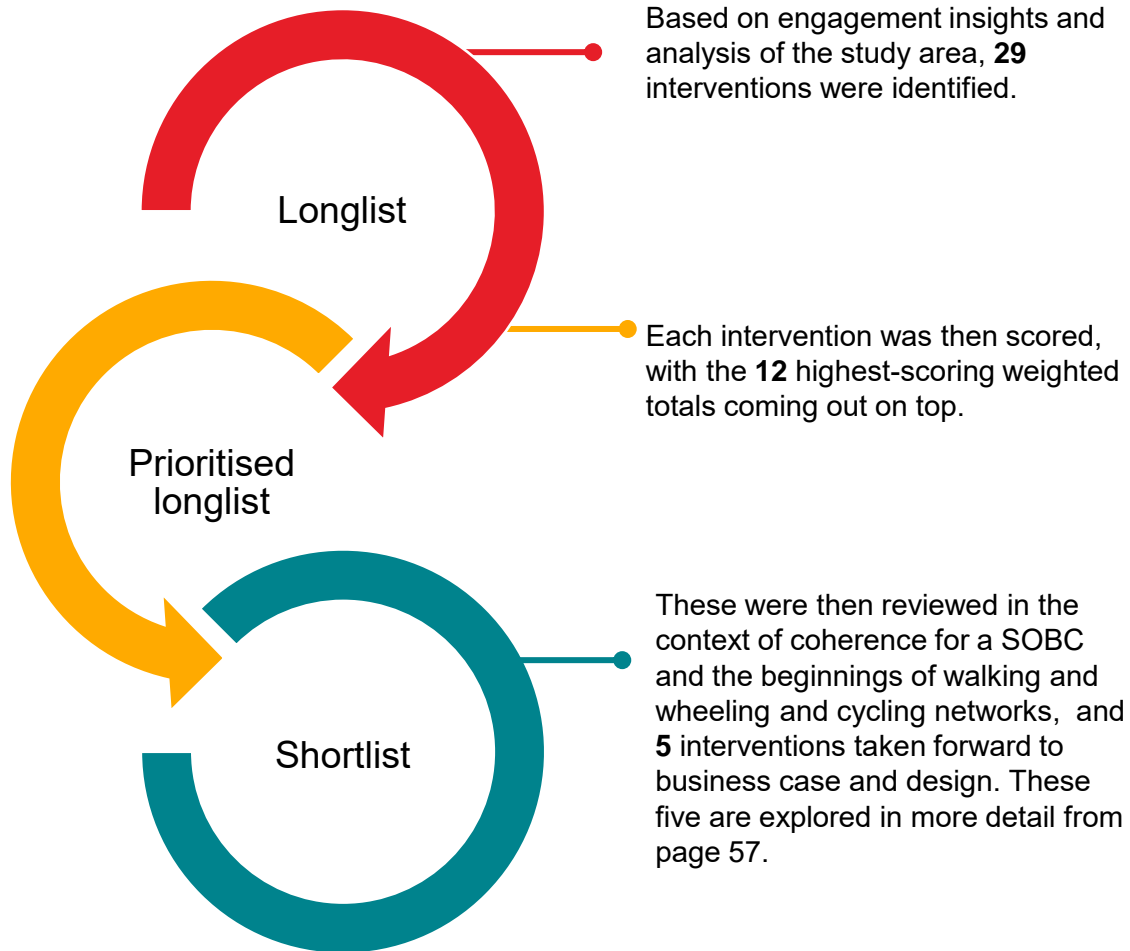 Based on engagement insights and
analysis of the study area, 29
interventions were identified.
Longlist
Each intervention was then scored,
with the 12 highest-scoring weighted
totals coming out on top.
Prioritised
longlist
These were then reviewed in the
context of coherence for a SOBC
and the beginnings of walking and
wheeling and cycling networks,  and
5 interventions taken forward to
business case and design. These
five are explored in more detail from
page 57.
Shortlist